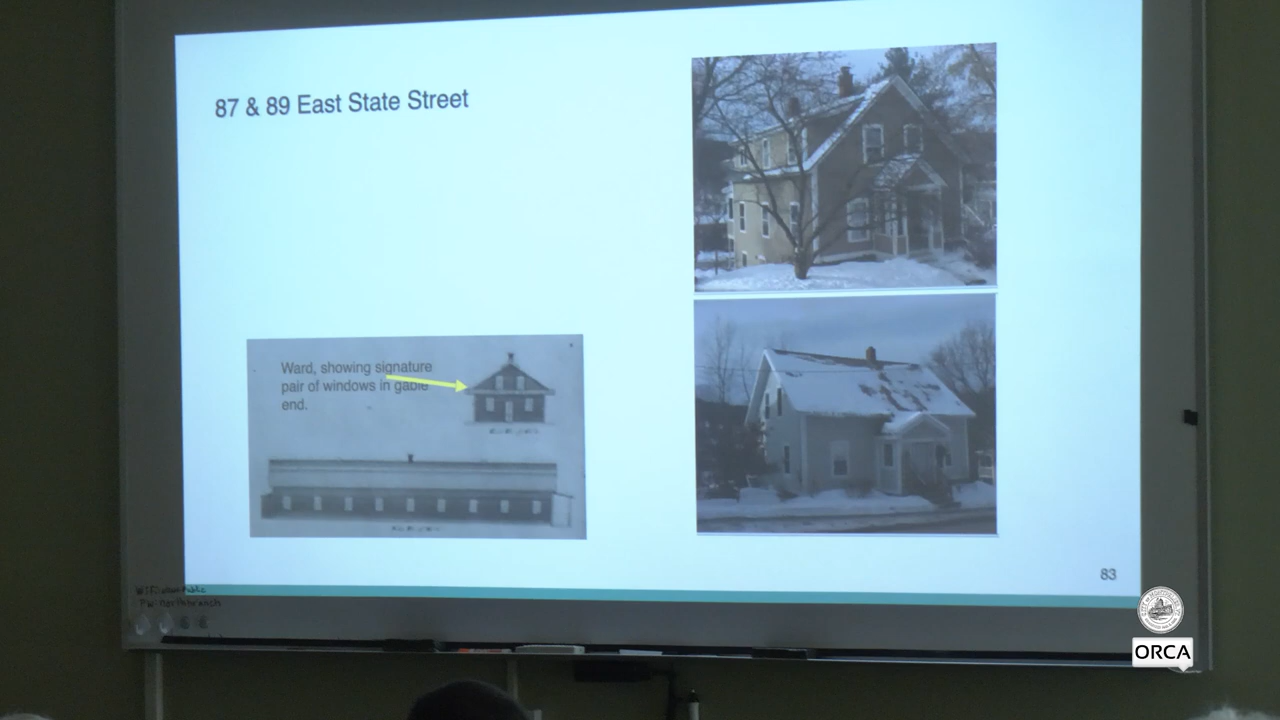 87 & 89 East State Street
Ward, showing signature
pair of windows in gable
end.
83
ORCA